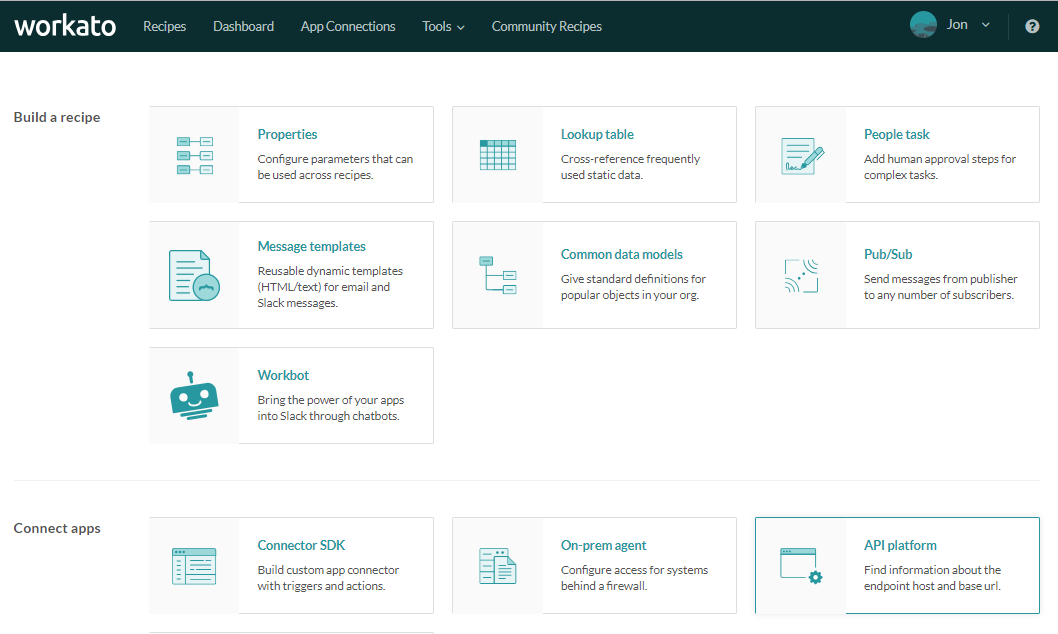 workato
Recipes
Dashboard
App Connections
Tools
Community Recipes
Jon
?
Build a recipe
Properties
Configure parameters that can
be used across recipes.
Lookup table
Cross-reference frequently
used static data.
People task
Add human approval steps for
complex tasks.
Message templates
Reusable dynamic templates
(HTML/text) for email and
Slack messages.
Common data models
Give standard definitions for
popular objects in your org.
Pub/Sub
Send messages from publisher
to any number of subscribers.
Workbot
Bring the power of your apps
into Slack through chatbots.
Connect apps
Connector SDK
Build custom app connector
with triggers and actions.
On-prem agent
Configure access for systems
behind a firewall.
API platform
Find information about the
endpoint host and base url.